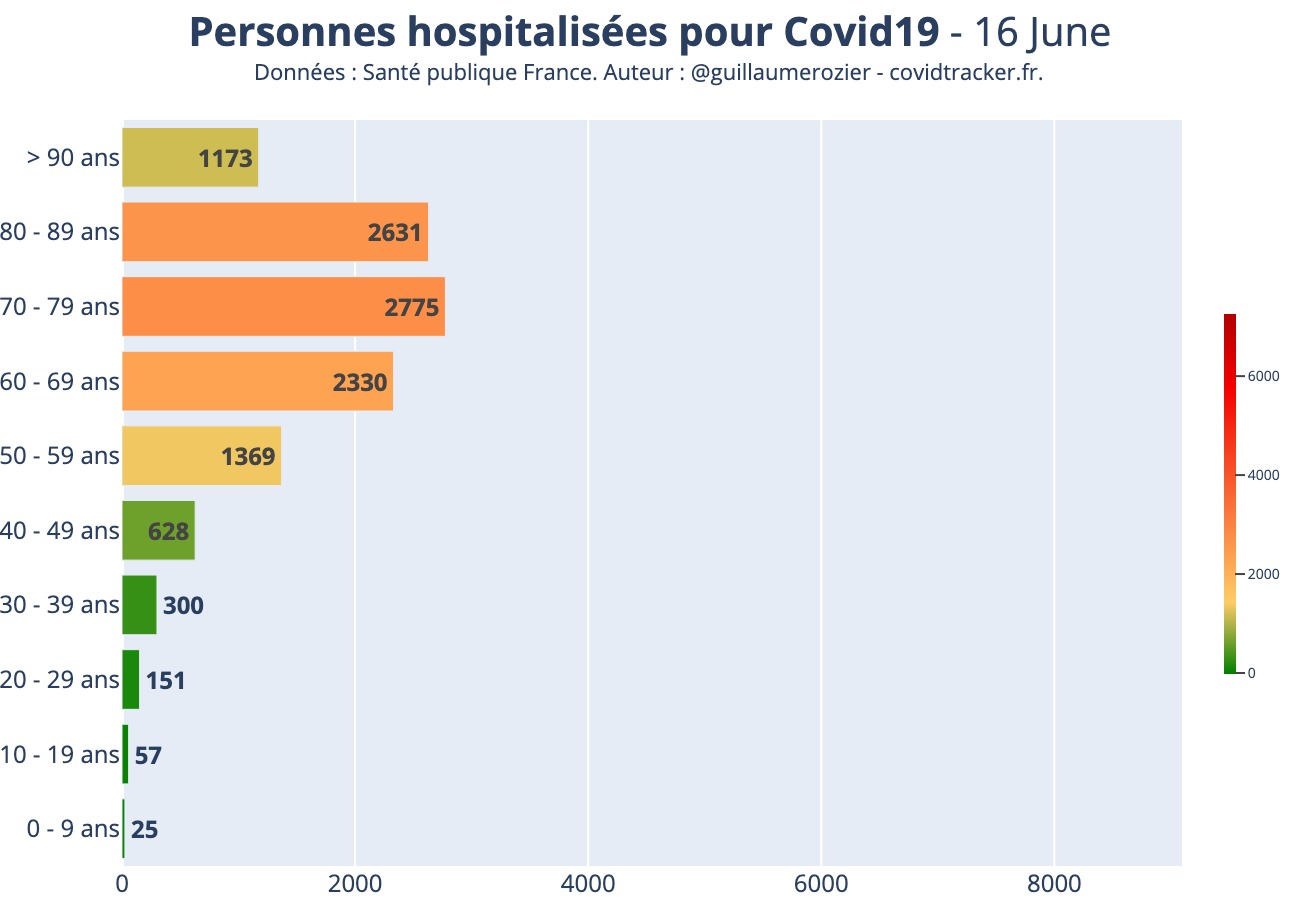 Personnes hospitalisées pour Covid19 - 16 June
Données : Santé publique France. Auteur : @guillaumerozier - covidtracker.fr.
> 90 ans 1173
80 - 89 ans 2631
70 - 79 ans 2775
60 - 69 ans 2330
50 - 59 ans 1369
40 - 49 ans 628
30 - 39 ans 300
20 - 29 ans 151
10 - 19 ans 57
0 - 9 ans 25
0 2000 4000 6000 8000
6000
4000
2000
0